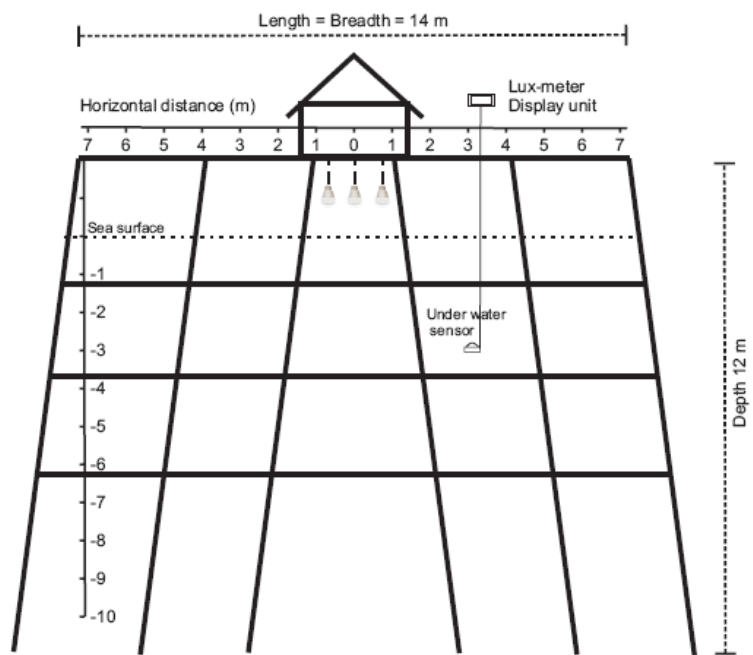 Length = Breadth = 14 m
Lux-meter
Display unit
Horizontal distance (m)
7 6 5 4 3 2 1 0 1 2 3 4 5 6 7
Sea surface
-1
-2
Under water
sensor
-3
-4
-5
-6
-7
-8
-9
-10
Depth 12 m